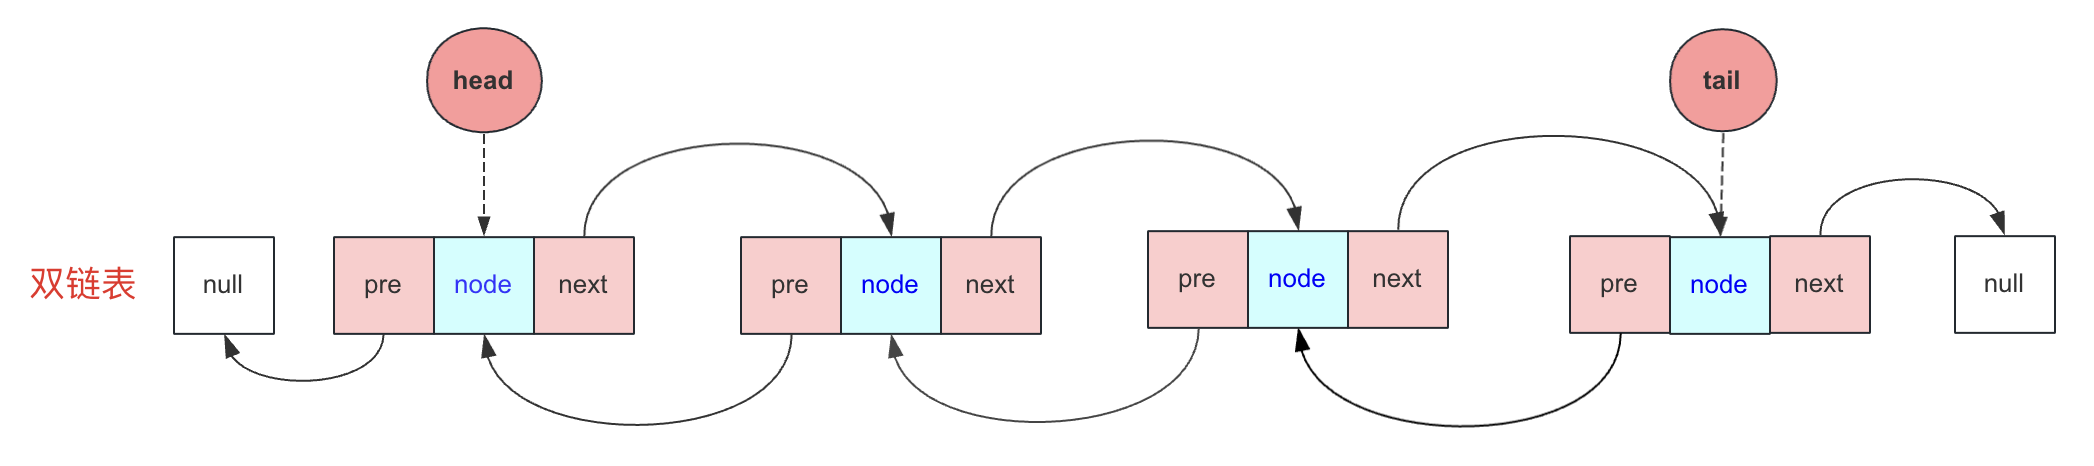 head
tail
双链表
null
pre
node
next
pre
node
next
pre
node
next
pre
node
next
null